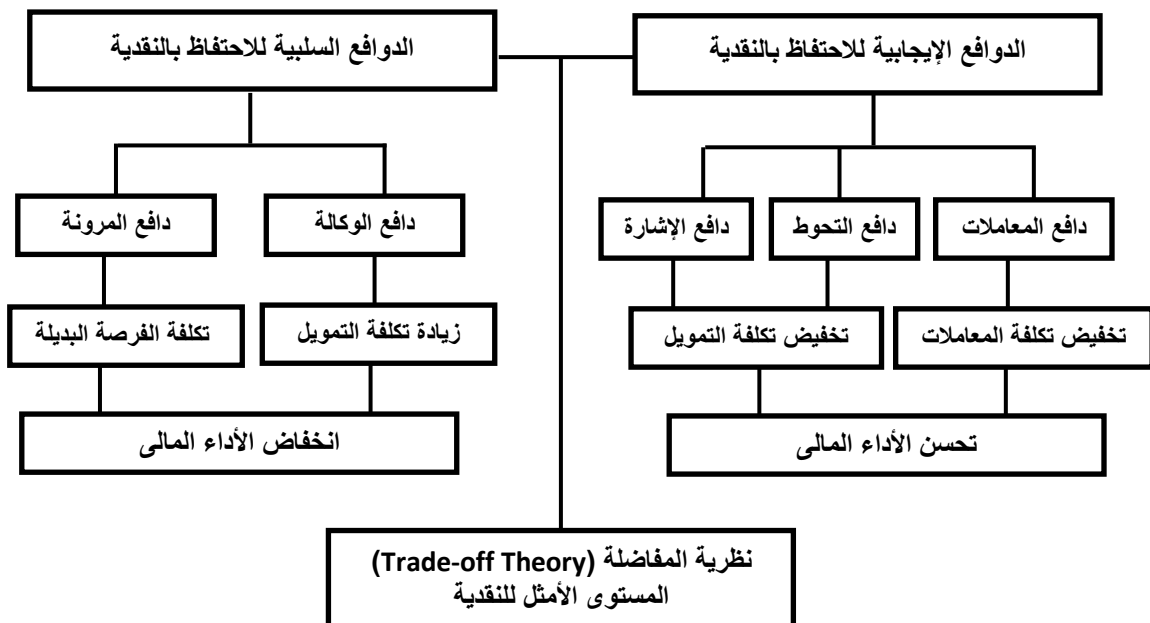 الدوافع الإيجابية للاحتفاظ بالنقدية
الدوافع السلبية للاحتفاظ بالنقدية
دافع المعاملات
دافع التحوط
دافع الإشارة
دافع الوكالة
دافع المرونة
تخفيض تكلفة المعاملات
تخفيض تكلفة التمويل
زيادة تكلفة التمويل
تكلفة الفرصة البديلة
تحسن الأداء المالى
انخفاض الأداء المالى
نظرية المفاضلة (Trade-off Theory)
المستوى الأمثل للنقدية